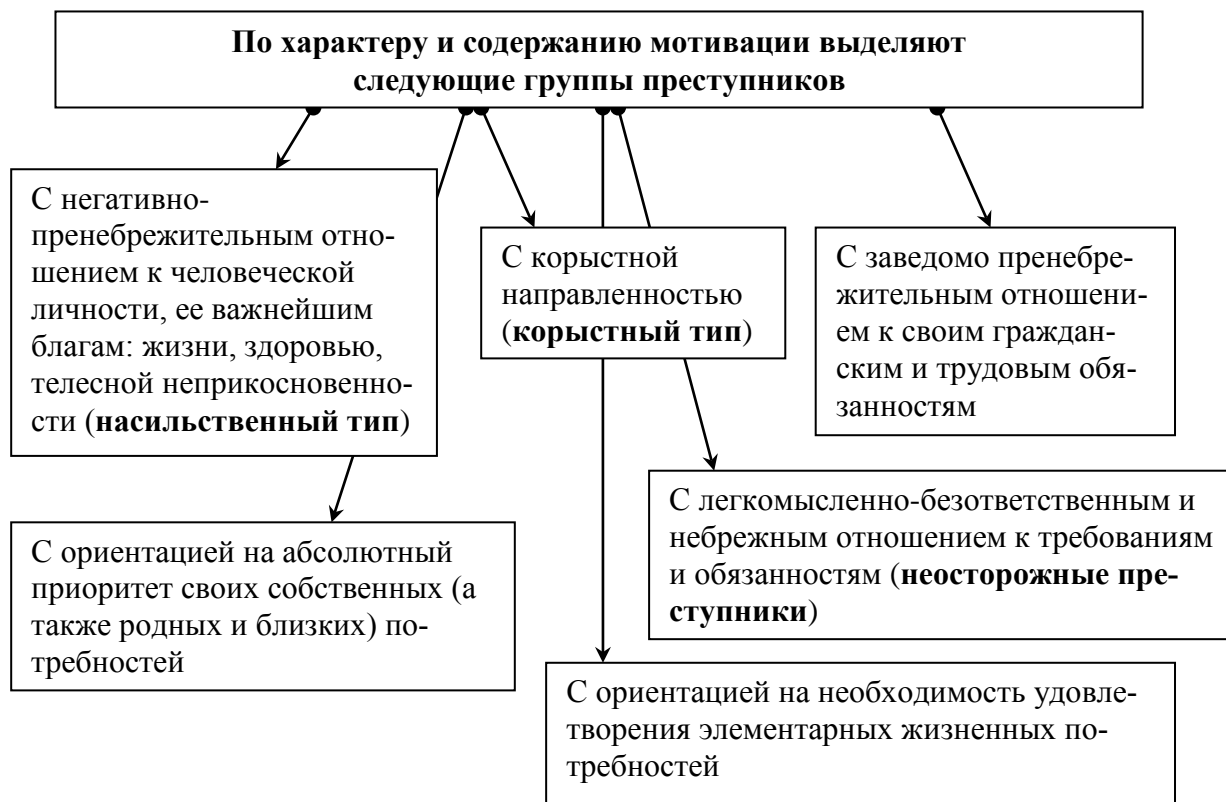 По характеру и содержанию мотивации выделяют
следующие группы преступников
С негативно-
пренебрежительным отно-
шением к человеческой
личности, ее важнейшим
благам: жизни, здоровью,
телесной неприкосновенно-
сти (насильственный тип)
С корыстной
направленностью
(корыстный тип)
С заведомо пренебре-
жительным отношени-
ем к своим граждан-
ским и трудовым обя-
занностям
С ориентацией на абсолютный
приоритет своих собственных (а
также родных и близких) по-
требностей
С легкомысленно-безответственным и
небрежным отношением к требованиям
и обязанностям (неосторожные пре-
ступники)
С ориентацией на необходимость удовле-
творения элементарных жизненных по-
требностей